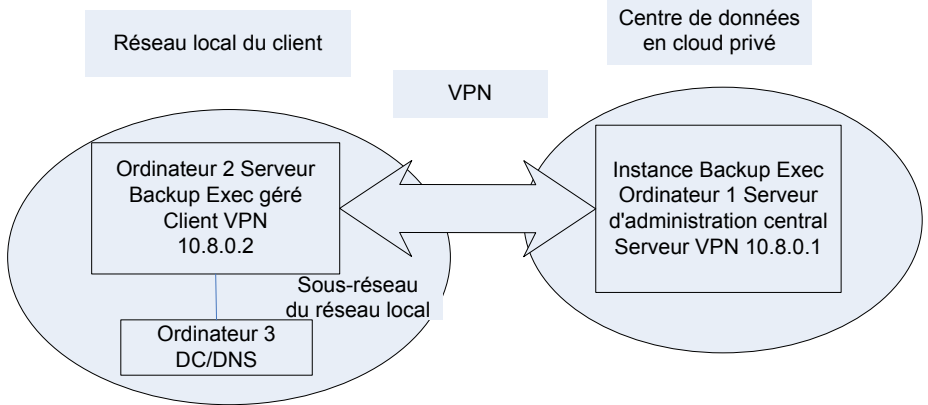 Réseau local du client
Centre de données
en cloud privé
VPN
Ordinateur 2 Serveur
Backup Exec géré
Client VPN
10.8.0.2
Instance Backup Exec
Ordinateur 1 Serveur
d'administration central
Serveur VPN 10.8.0.1
Sous-réseau
du réseau local
Ordinateur 3
DC/DNS